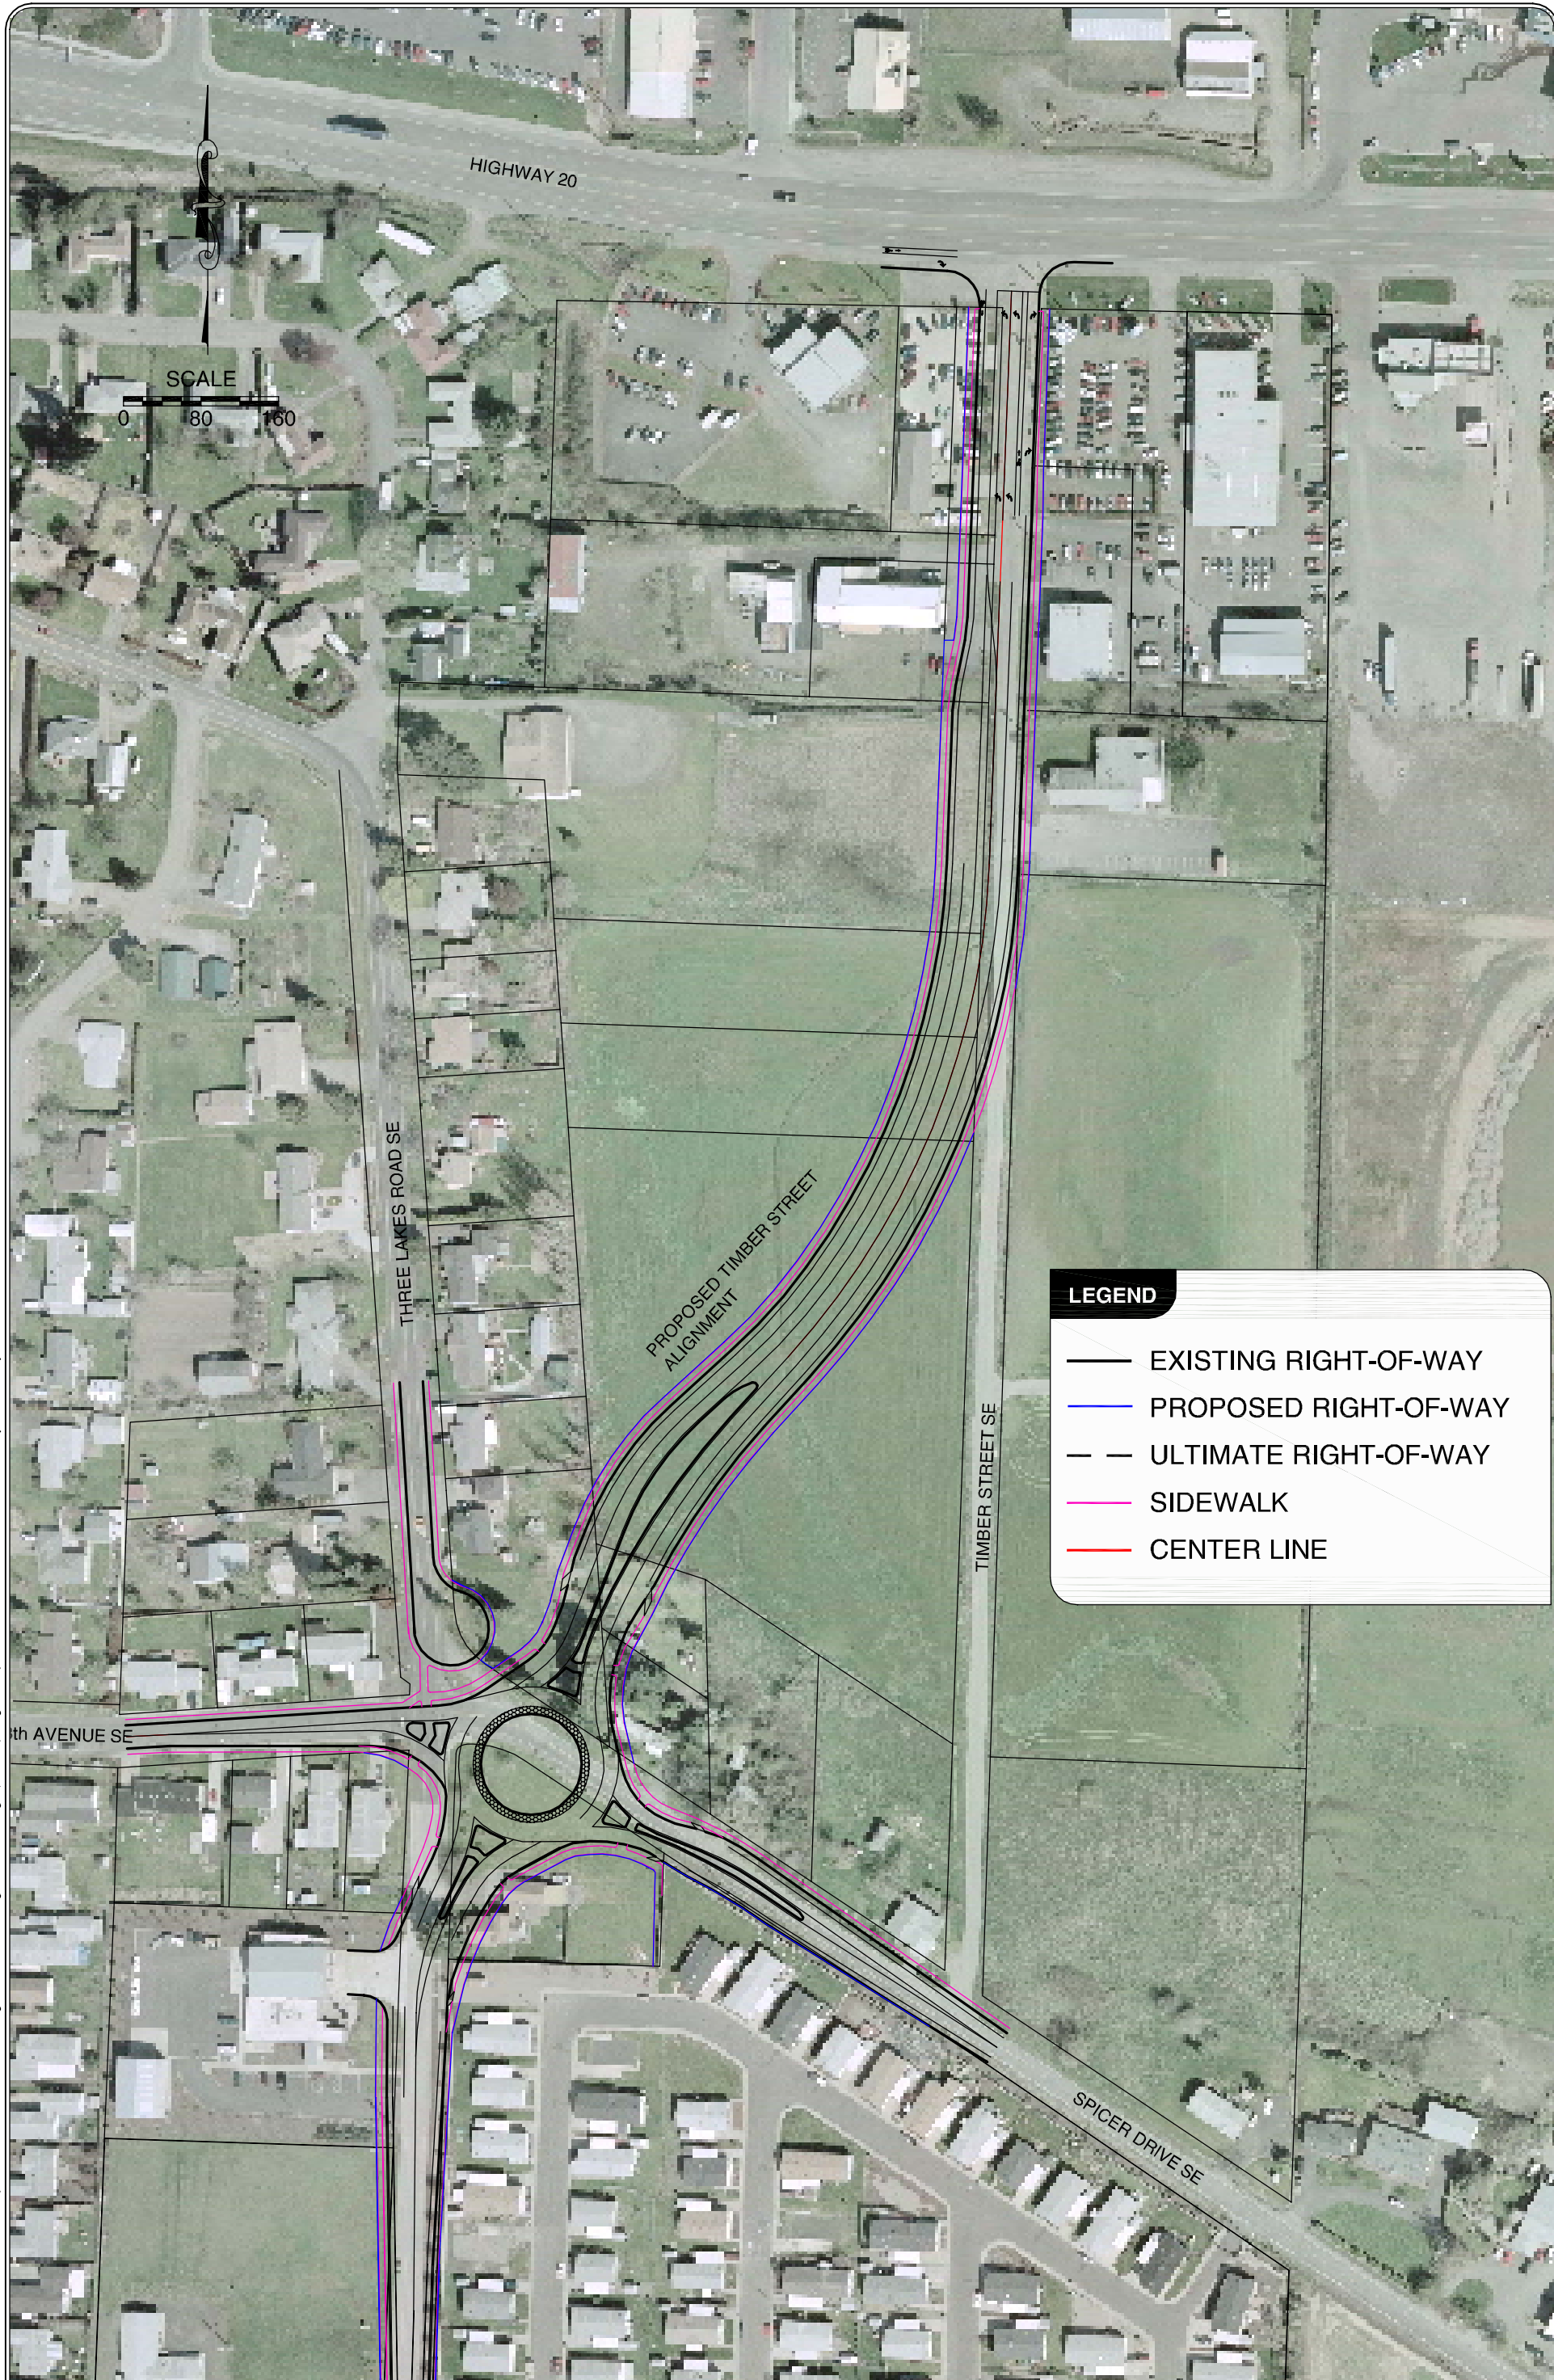 HIGHWAY 20
SCALE
0 80 160
THREE LAKES ROAD SE
PROPOSED TIMBER STREET
ALIGNMENT
TIMBER STREET SE
LEGEND
EXISTING RIGHT-OF-WAY
PROPOSED RIGHT-OF-WAY
ULTIMATE RIGHT-OF-WAY
SIDEWALK
CENTER LINE
th AVENUE SE
SPICER DRIVE SE